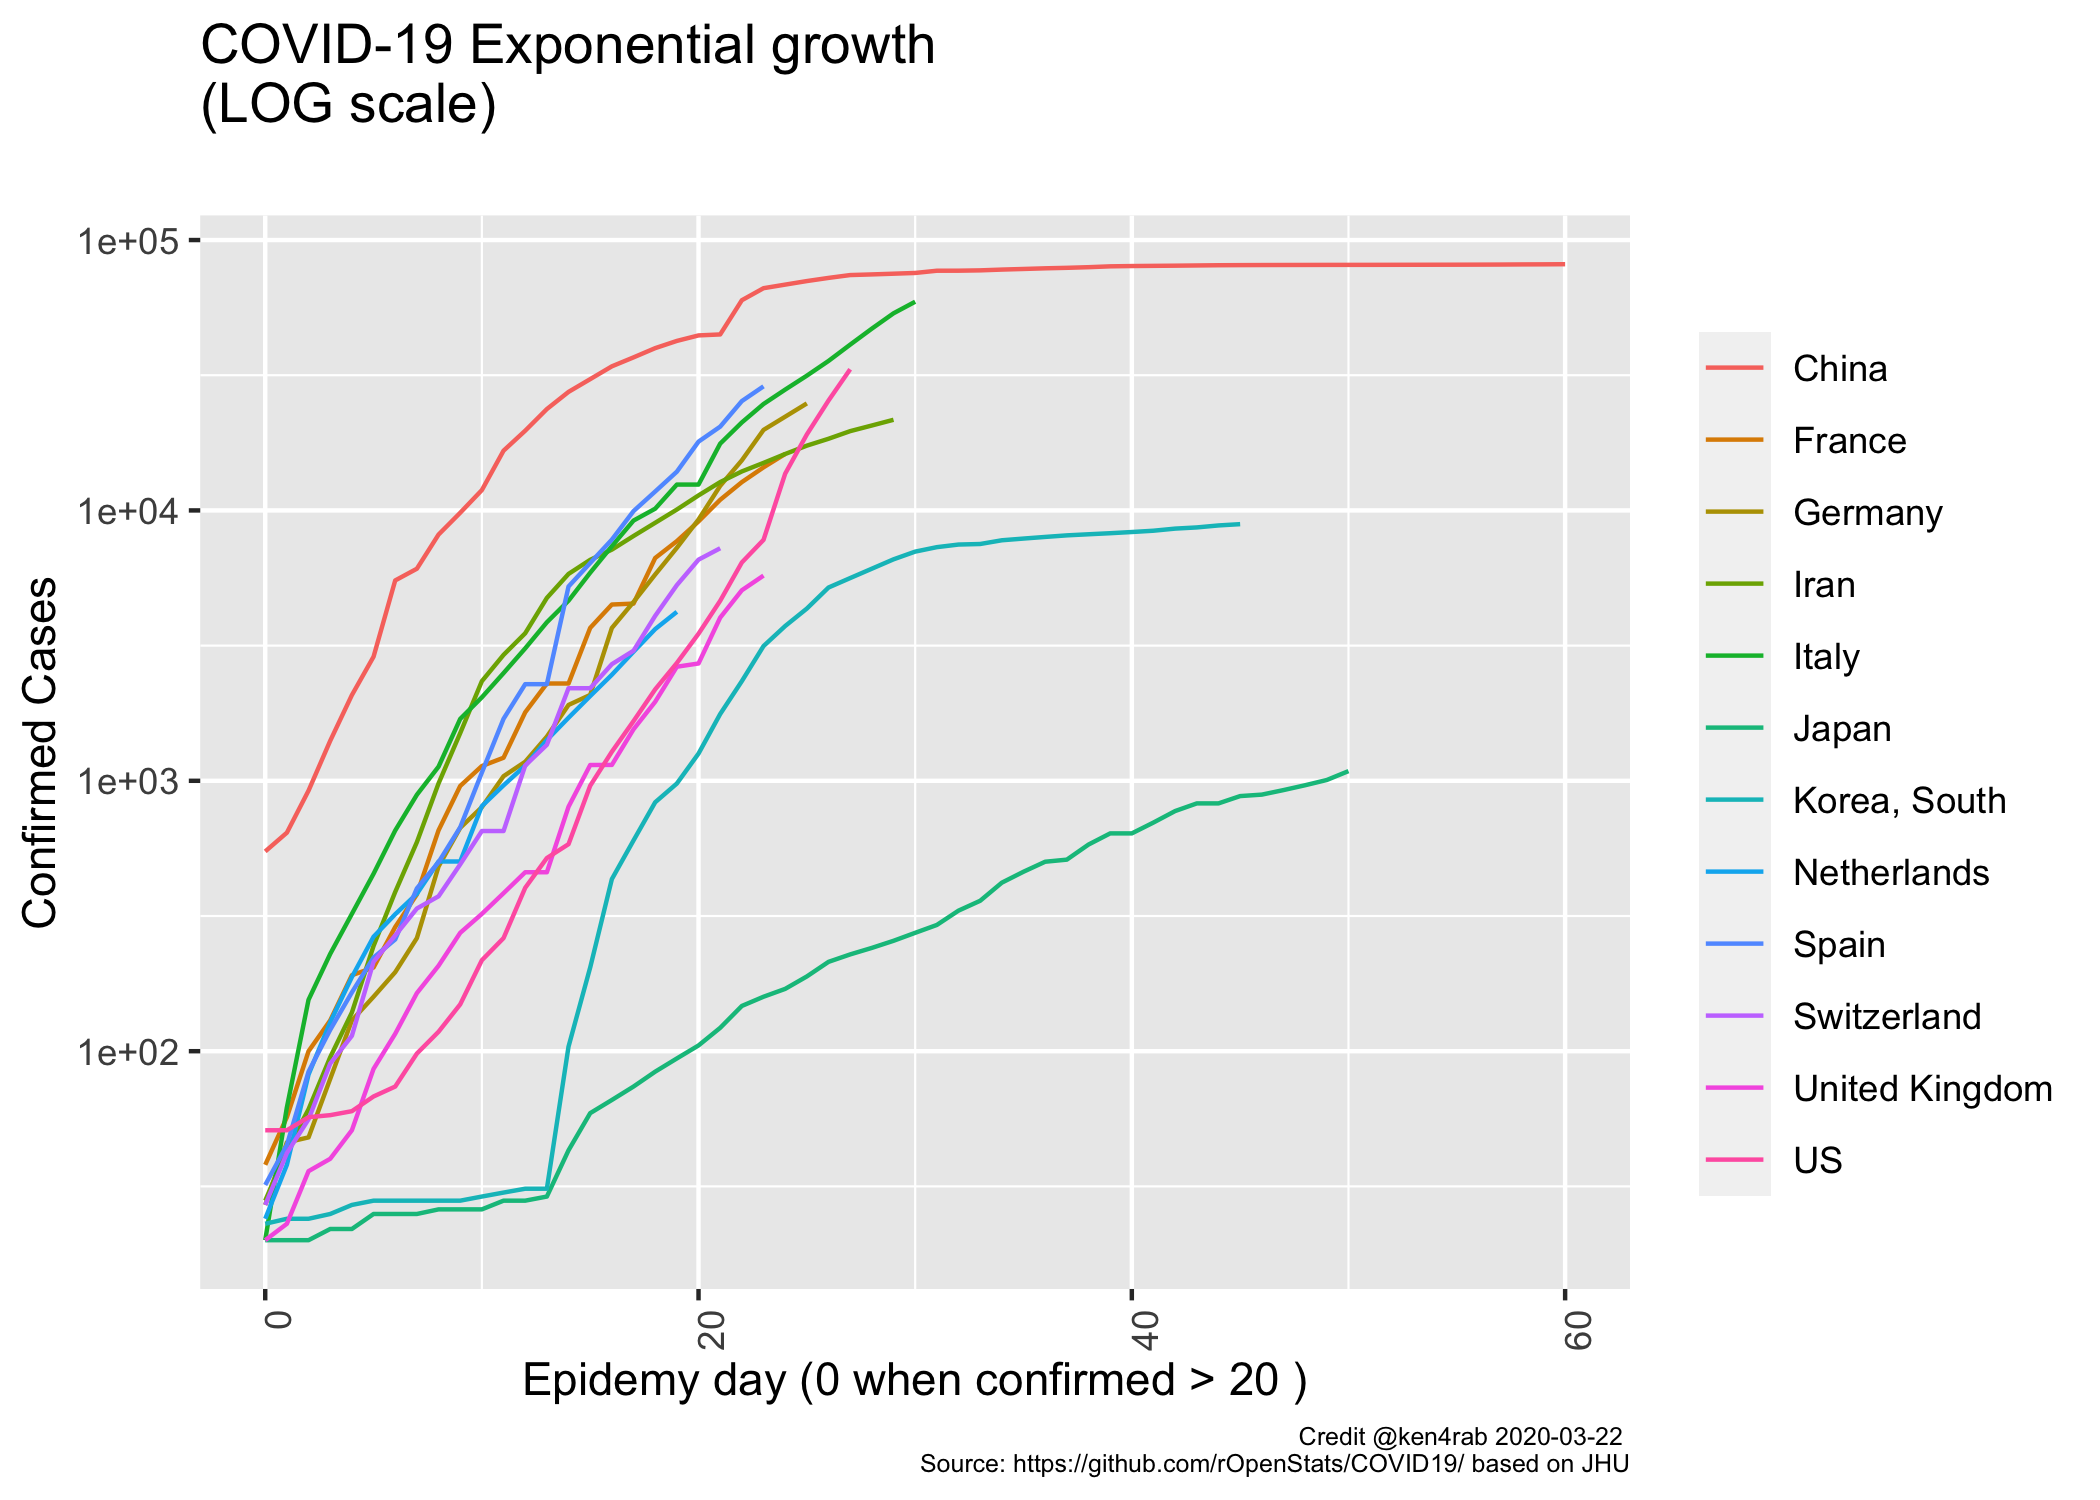 COVID-19 Exponential growth
(LOG scale)
1e+05
1e+04
1e+03
1e+02
Confirmed Cases
0
20
40
60
Epidemy day (0 when confirmed > 20 )
China
France
Germany
Iran
Italy
Japan
Korea, South
Netherlands
Spain
Switzerland
United Kingdom
US
Credit @ken4rab 2020-03-22
Source: https://github.com/rOpenStats/COVID19/ based on JHU